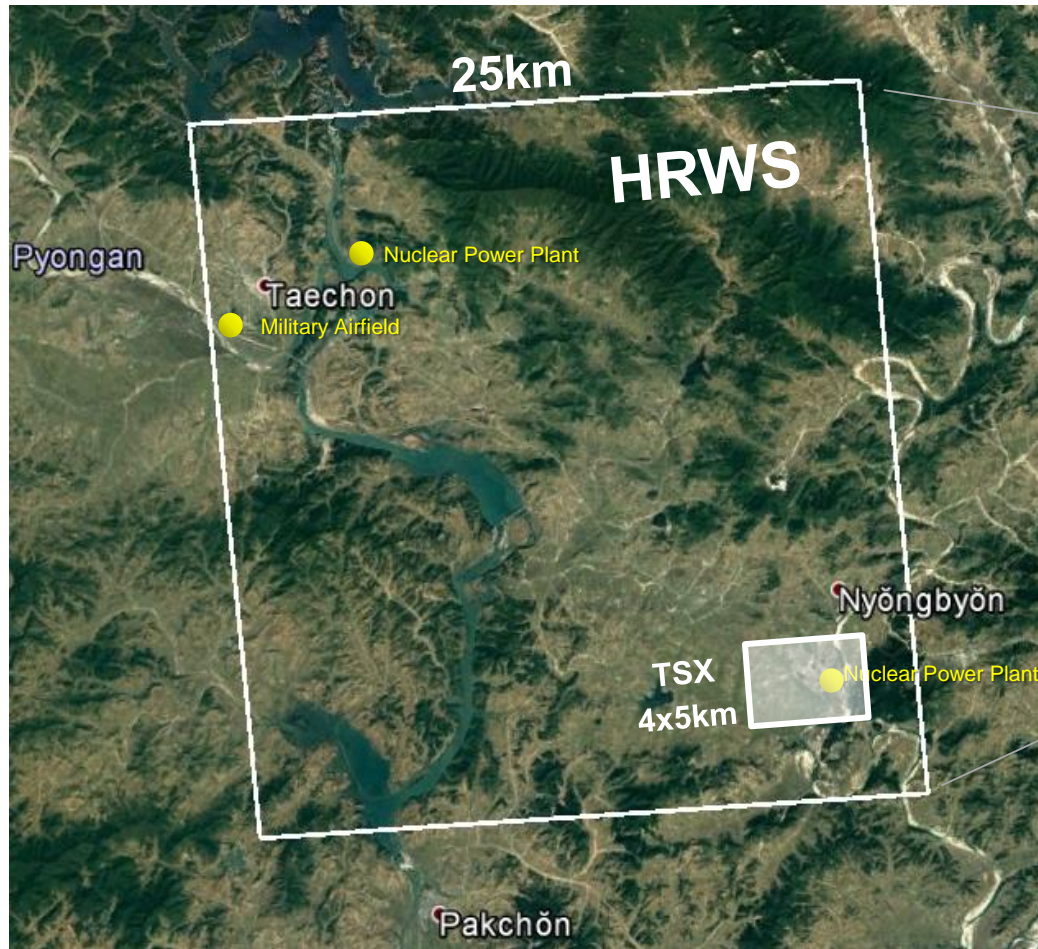 25km
HRWS
Pyongan
Nuclear Power Plant
Taechon
Military Airfield
Nyŏngbyŏn
TSX
Nuclear Power Plant
4x5km
Pakchŏn